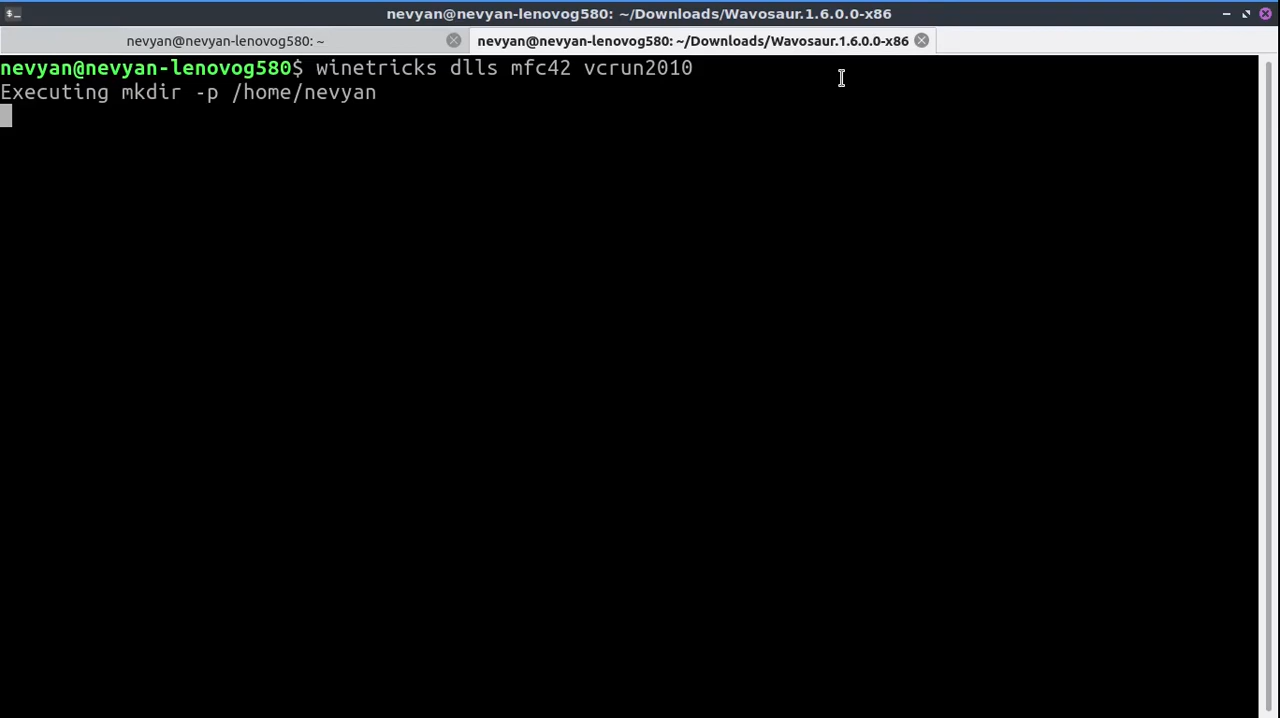 nevyan@nevyan-lenovog580: ~/Downloads/Wavosaur.1.6.0.0-x86
nevyan@nevyan-lenovog580: ~
nevyan@nevyan-lenovog580: ~/Downloads/Wavosaur.1.6.0.0-x86
nevyan@nevyan-lenovog580$ winetricks dlls mfc42 vcrun2010
Executing mkdir -p /home/nevyan